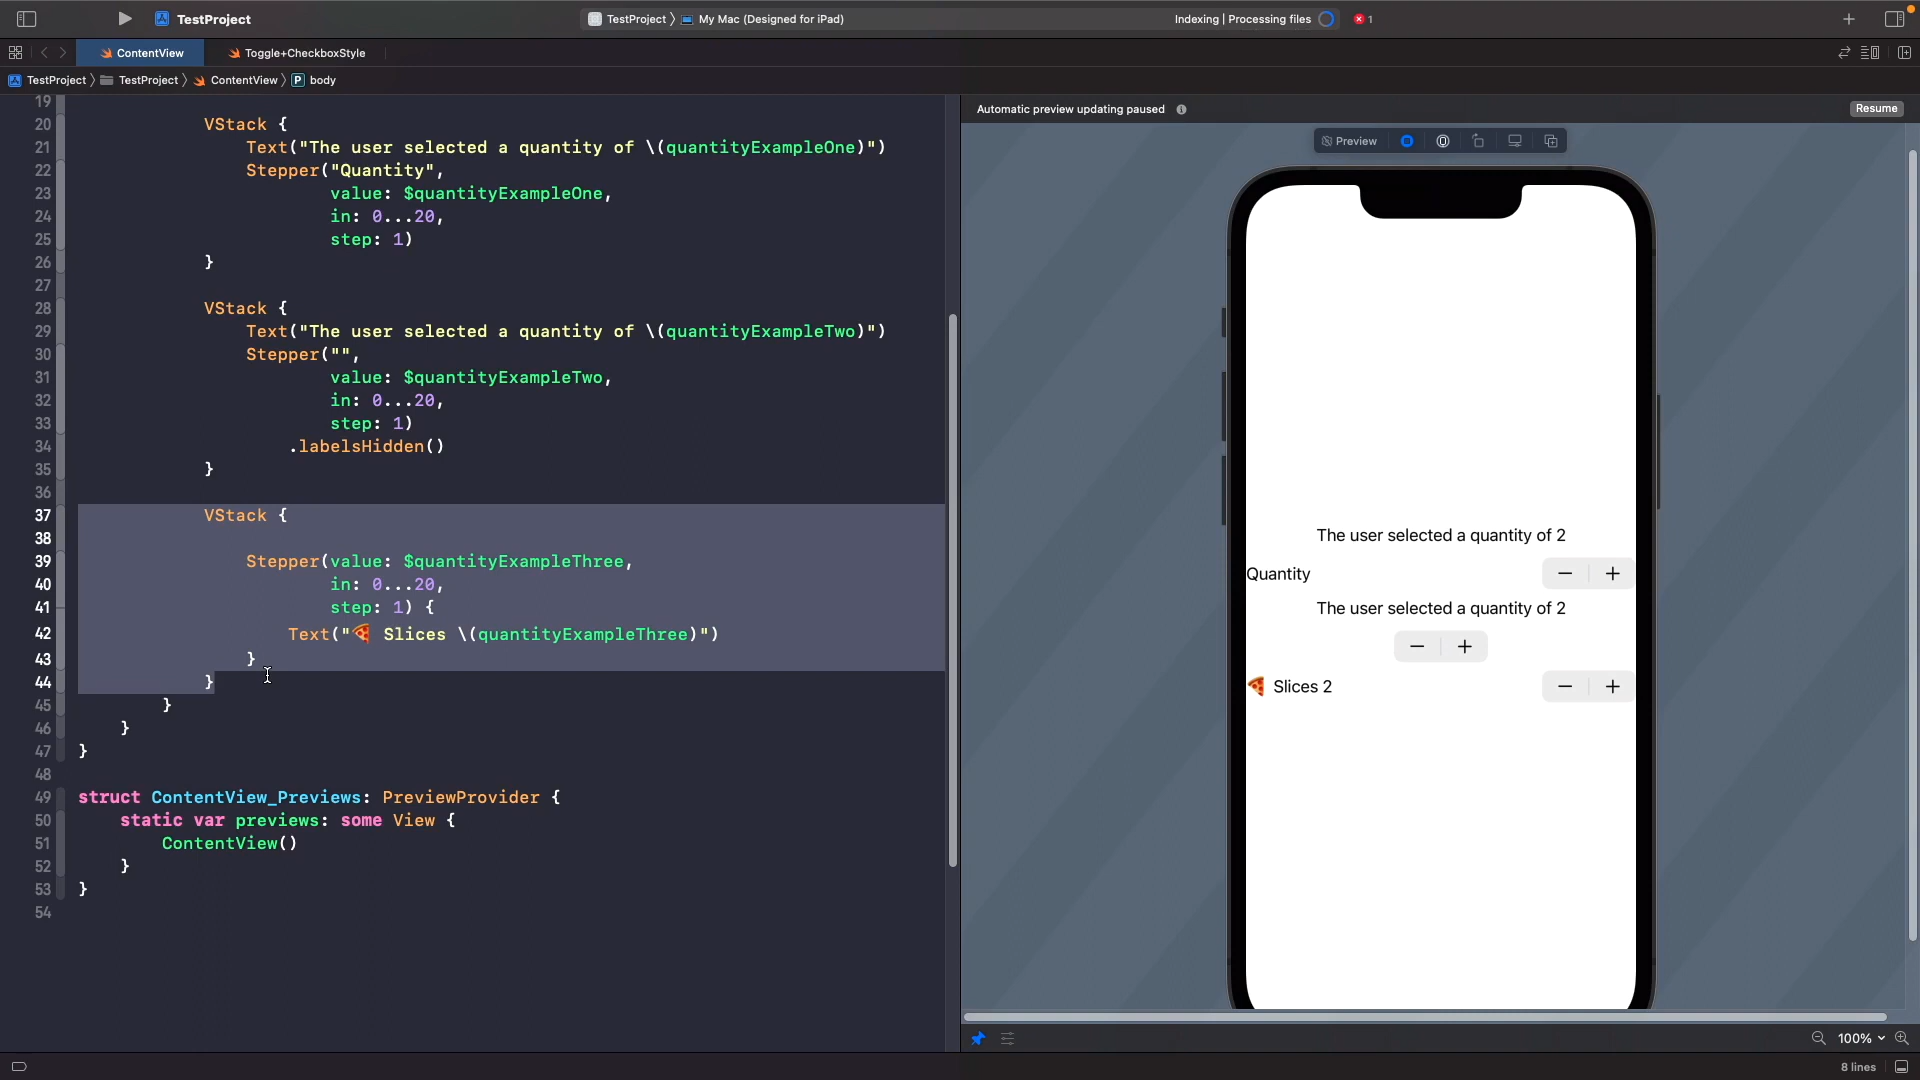 TestProject
TestProject 〉 My Mac (Designed for iPad)
Indexing | Processing files
1
ContentView
Toggle+CheckboxStyle
TestProject 〉 TestProject 〉 ContentView 〉 P body
19
20 VStack {
21 Text("The user selected a quantity of \(quantityExampleOne)")
22 Stepper("Quantity",
23 value: $quantityExampleOne,
24 in: 0...20,
25 step: 1)
26 }
27
28 VStack {
29 Text("The user selected a quantity of \(quantityExampleTwo)")
30 Stepper("",
31 value: $quantityExampleTwo,
32 in: 0...20,
33 step: 1)
34 .labelsHidden()
35 }
36
37 VStack {
38
39 Stepper(value: $quantityExampleThree,
40 in: 0...20,
41 step: 1) {
42 Text("🍕 Slices \(quantityExampleThree)")
43 }
44 }
45 }
46 }
47 }
48
49 struct ContentView_Previews: PreviewProvider {
50 static var previews: some View {
51 ContentView()
52 }
53 }
54
Automatic preview updating paused
Resume
Preview
The user selected a quantity of 2
Quantity − +
The user selected a quantity of 2
− +
🍕 Slices 2 − +
100%
8 lines